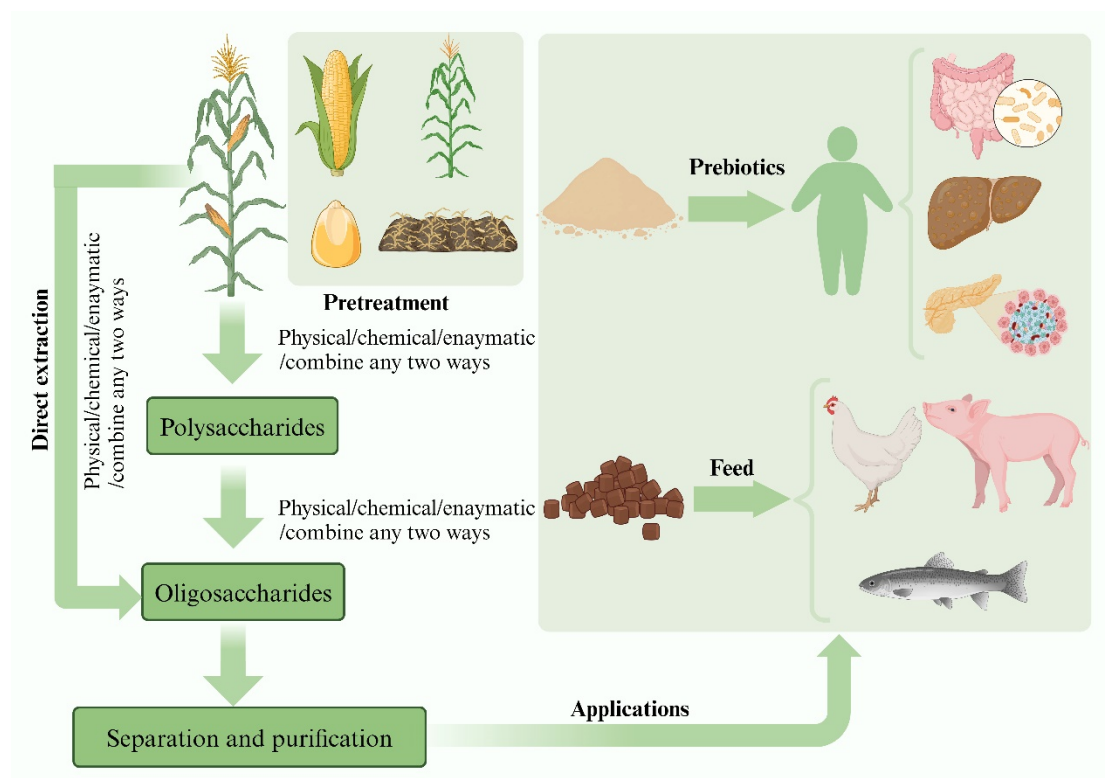 Pretreatment
Physical/chemical/enaymatic
/combine any two ways
Direct extraction
Physical/chemical/enaymatic
/combine any two ways
Polysaccharides
Physical/chemical/enaymatic
/combine any two ways
Oligosaccharides
Separation and purification
Applications
Prebiotics
Feed